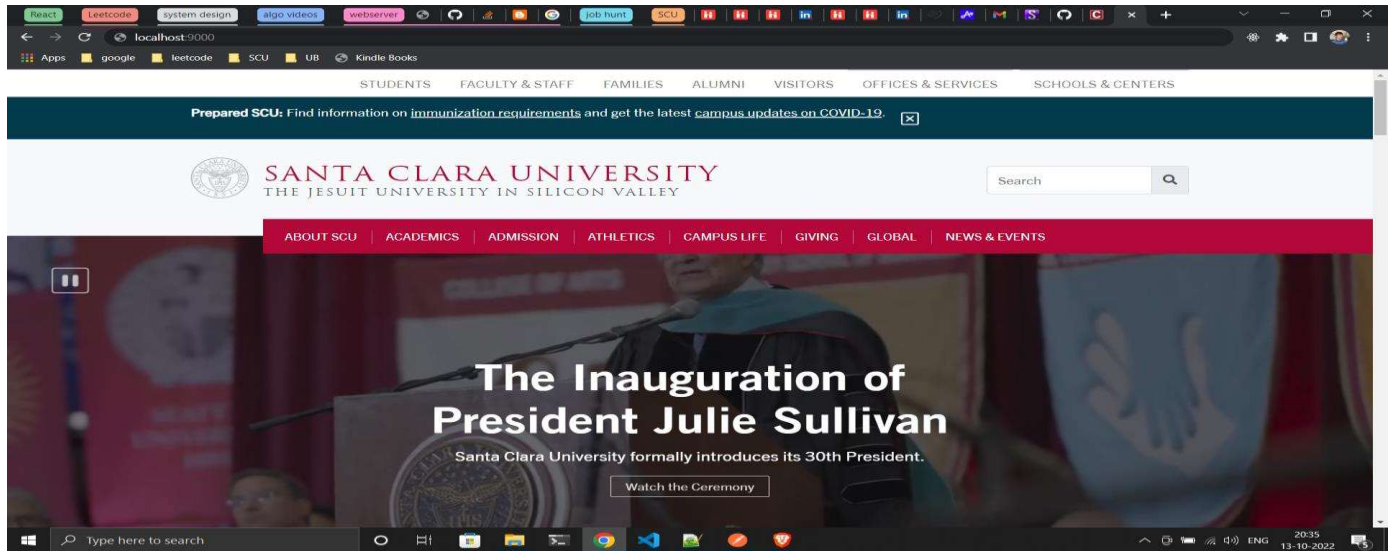 React Leetcode system design algo videos webserver job hunt SCU
localhost:9000
Apps google leetcode SCU UB Kindle Books
STUDENTS FACULTY & STAFF FAMILIES ALUMNI VISITORS OFFICES & SERVICES SCHOOLS & CENTERS
Prepared SCU: Find information on immunization requirements and get the latest campus updates on COVID-19.
SANTA CLARA UNIVERSITY
THE JESUIT UNIVERSITY IN SILICON VALLEY
Search
ABOUT SCU ACADEMICS ADMISSION ATHLETICS CAMPUS LIFE GIVING GLOBAL NEWS & EVENTS
The Inauguration of
President Julie Sullivan
Santa Clara University formally introduces its 30th President.
Watch the Ceremony
Type here to search
ENG
20:35
13-10-2022
5